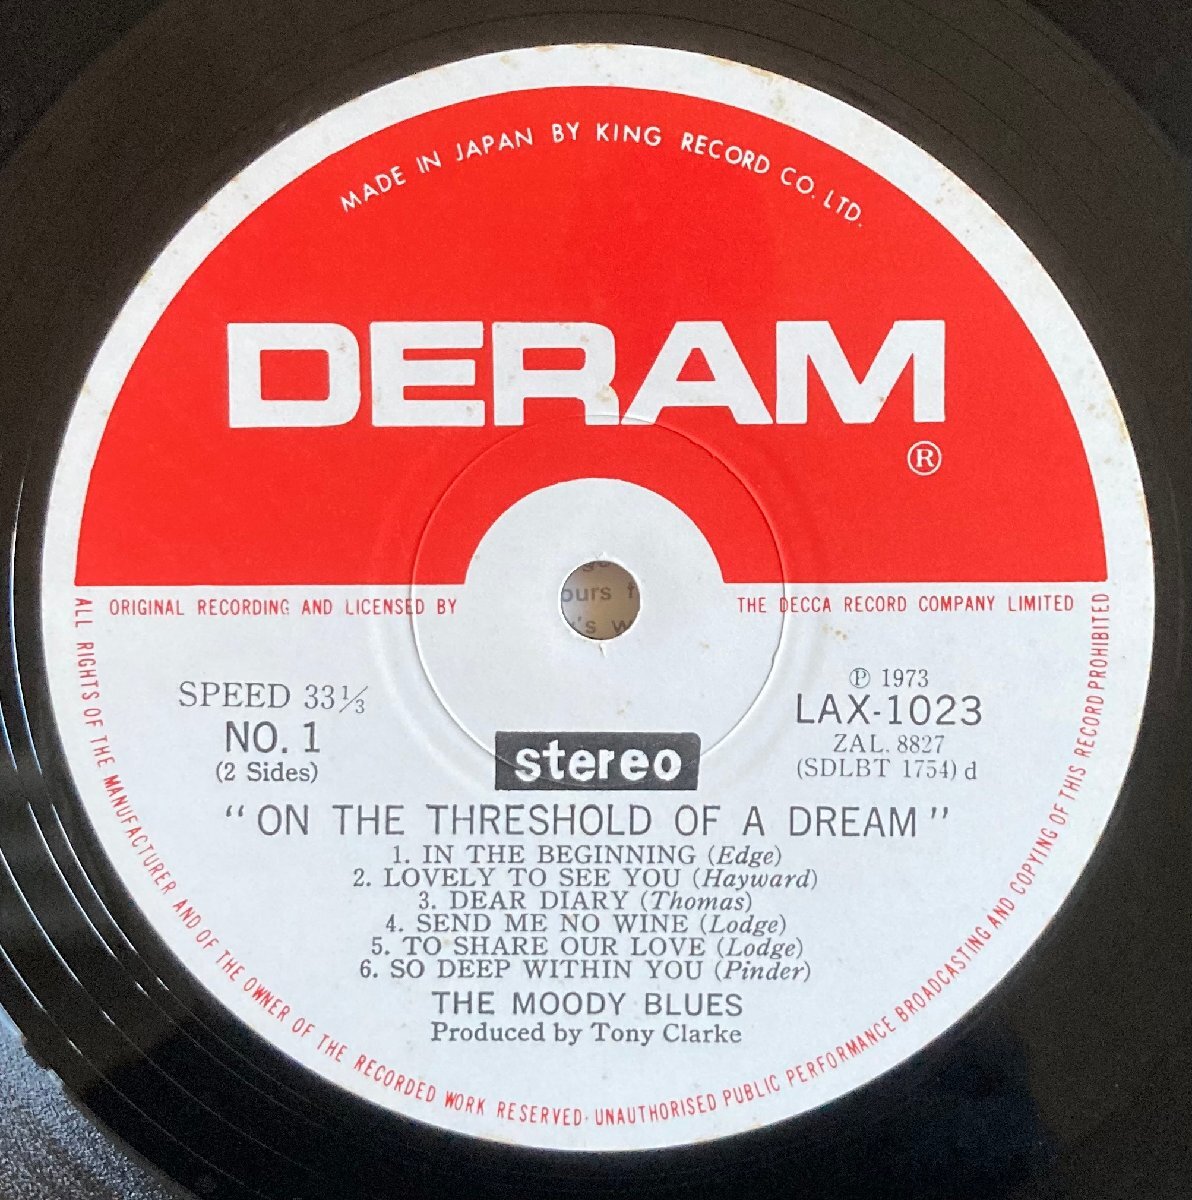 MADE IN JAPAN BY KING RECORD CO. LTD.
DERAM
®
ORIGINAL RECORDING AND LICENSED BY THE DECCA RECORD COMPANY LIMITED
ours f
's w
SPEED 33⅓
NO. 1
(2 Sides)
stereo
℗ 1973
LAX-1023
ZAL. 8827
(SDLBT 1754) d
"ON THE THRESHOLD OF A DREAM"
1. IN THE BEGINNING (Edge)
2. LOVELY TO SEE YOU (Hayward)
3. DEAR DIARY (Thomas)
4. SEND ME NO WINE (Lodge)
5. TO SHARE OUR LOVE (Lodge)
6. SO DEEP WITHIN YOU (Pinder)
THE MOODY BLUES
Produced by Tony Clarke
ALL RIGHTS OF THE MANUFACTURER AND OF THE OWNER OF THE RECORDED WORK RESERVED· UNAUTHORISED PUBLIC PERFORMANCE BROADCASTING AND COPYING OF THIS RECORD PROHIBITED